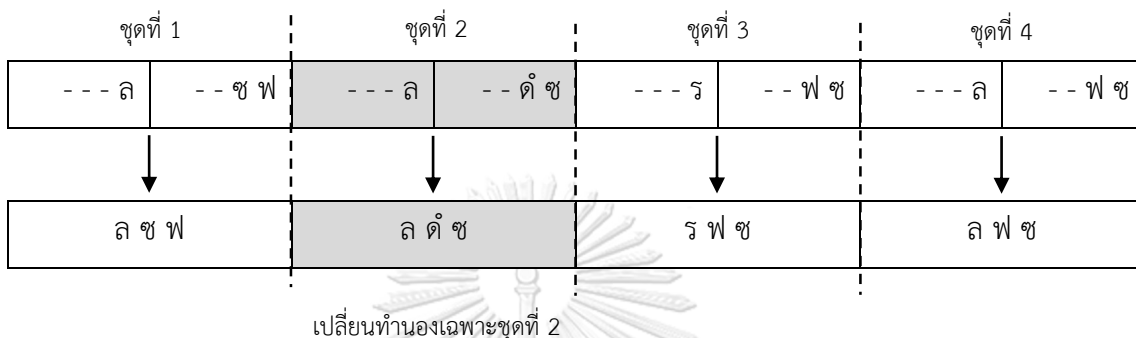 ชุดที่ 1 ชุดที่ 2 ชุดที่ 3 ชุดที่ 4
- - - ล - - ซ ฟ - - - ล - - ดํ ซ - - - ร - - ฟ ซ - - - ล - - ฟ ซ
ล ซ ฟ ล ดํ ซ ร ฟ ซ ล ฟ ซ
เปลี่ยนทำนองเฉพาะชุดที่ 2